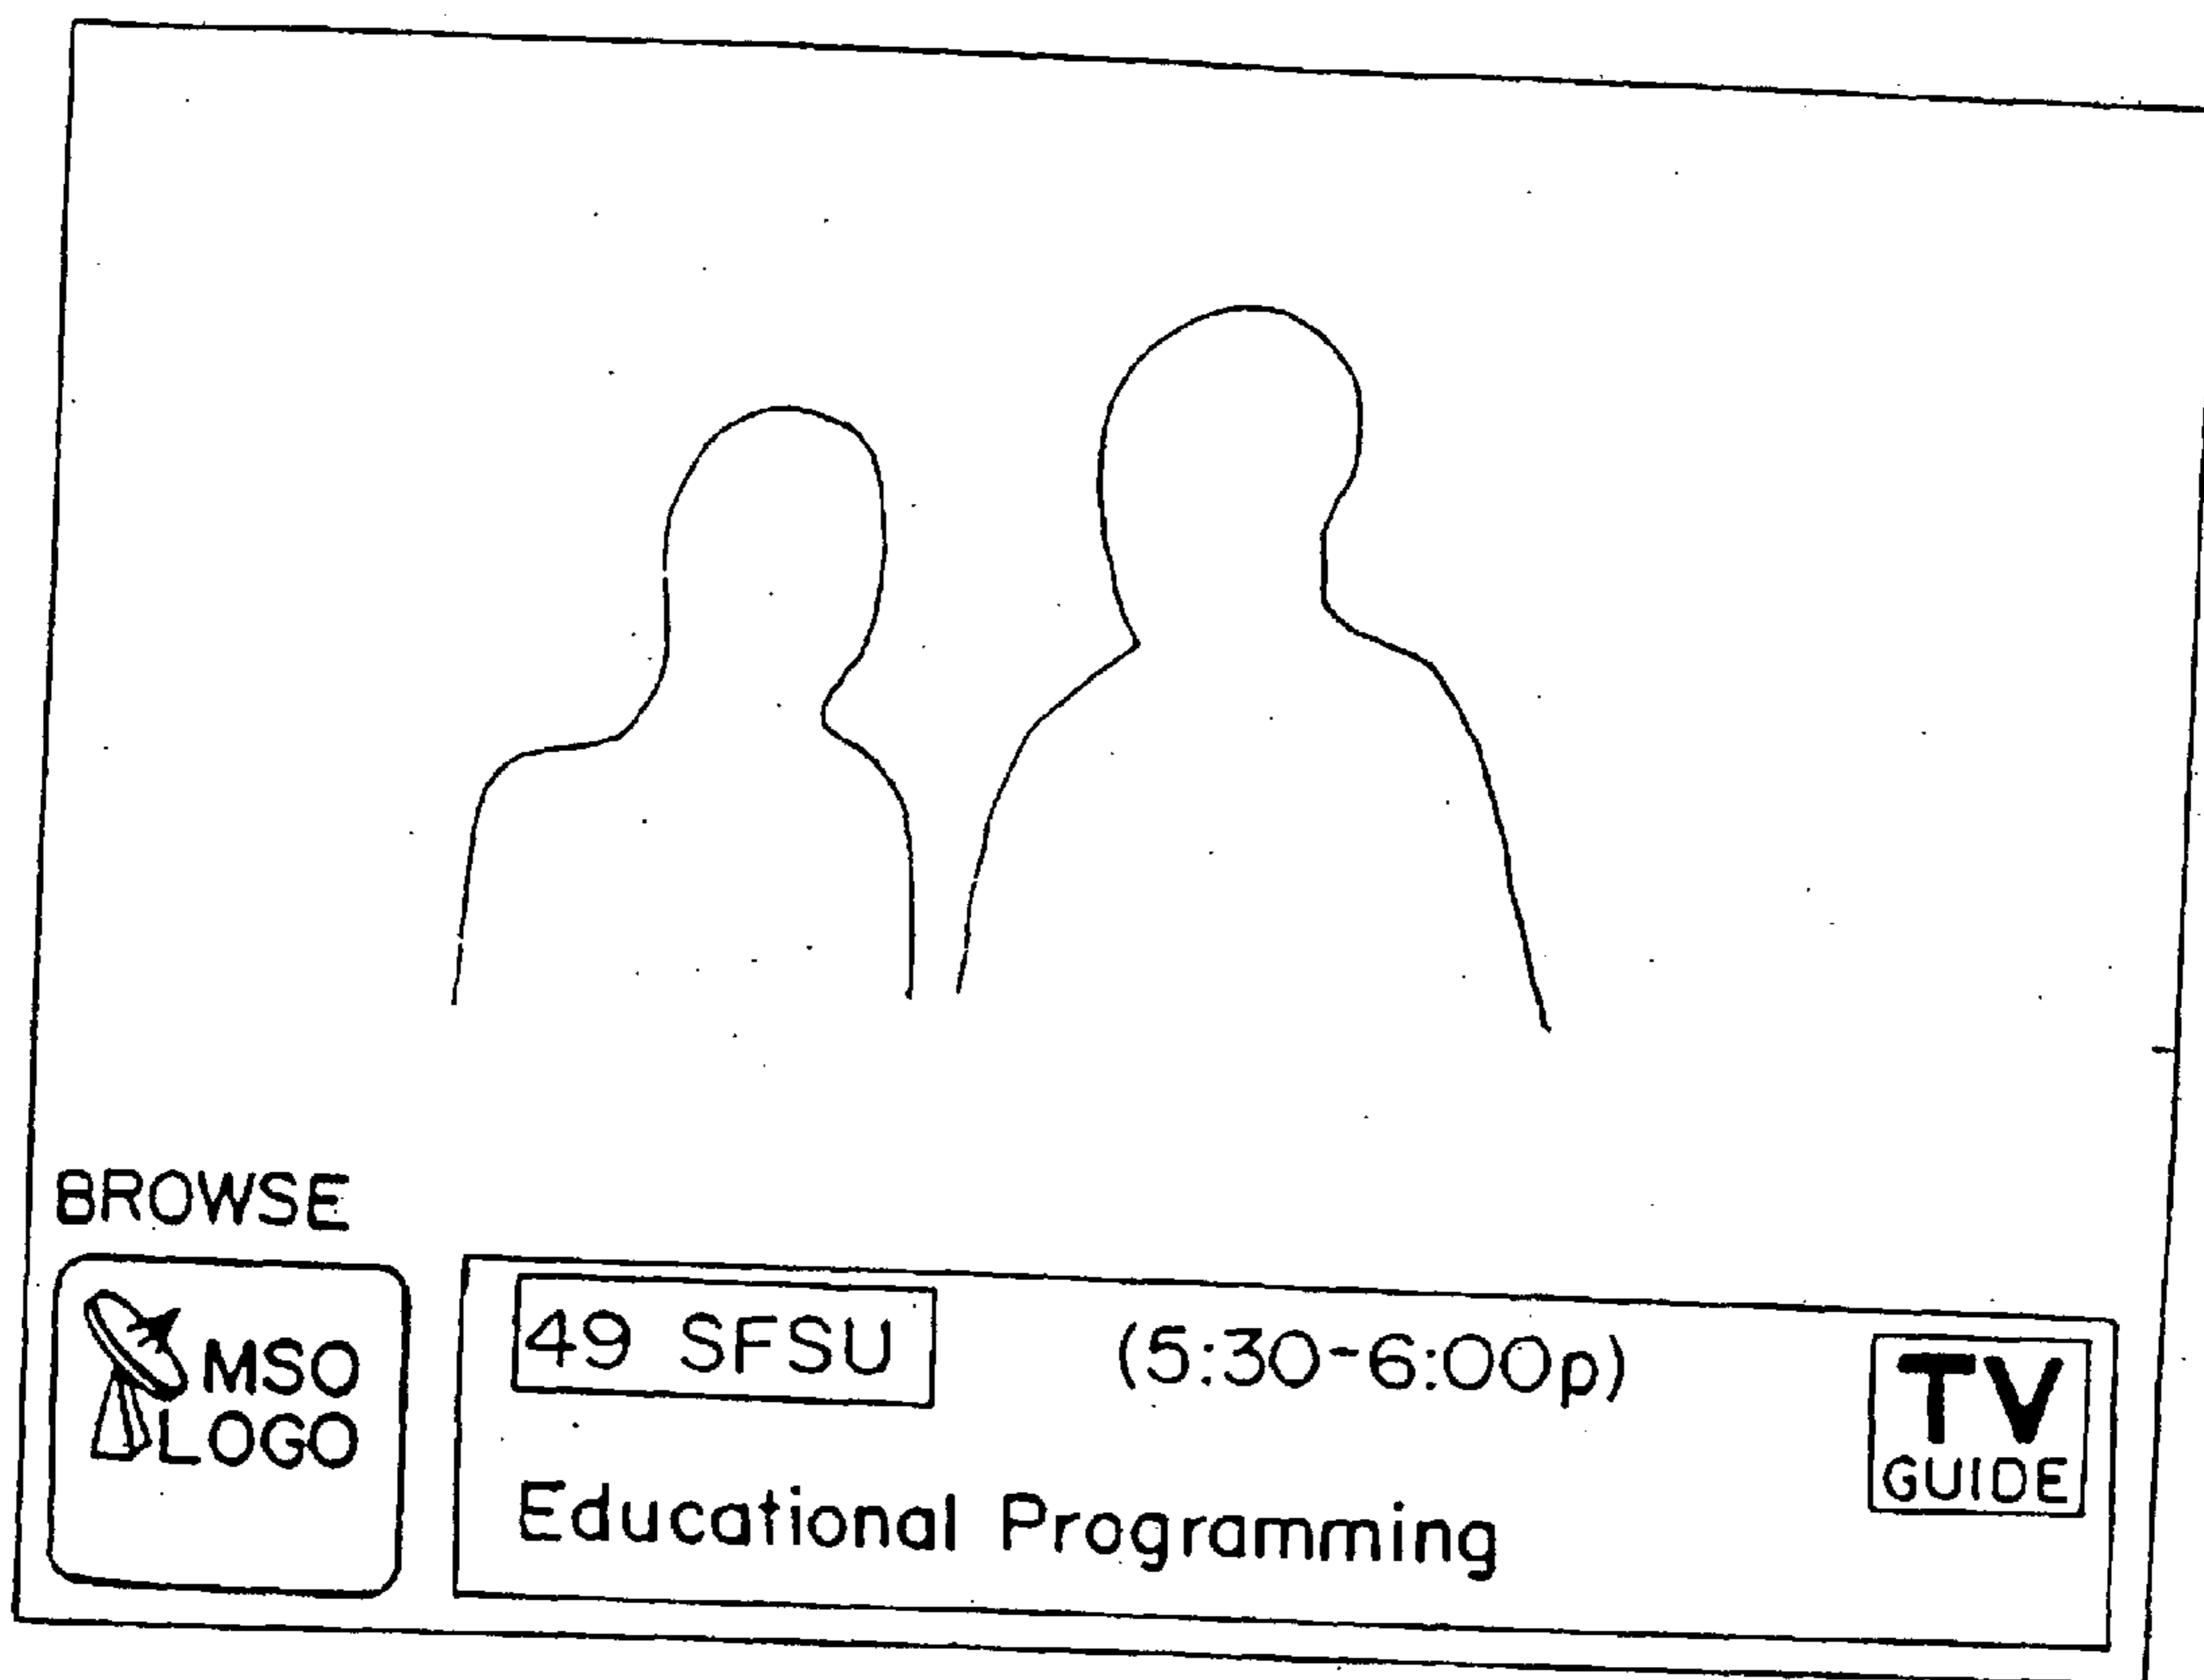 BROWSE
MSO
LOGO
49 SFSU
(5:30-6:00p)
TV
GUIDE
Educational Programming